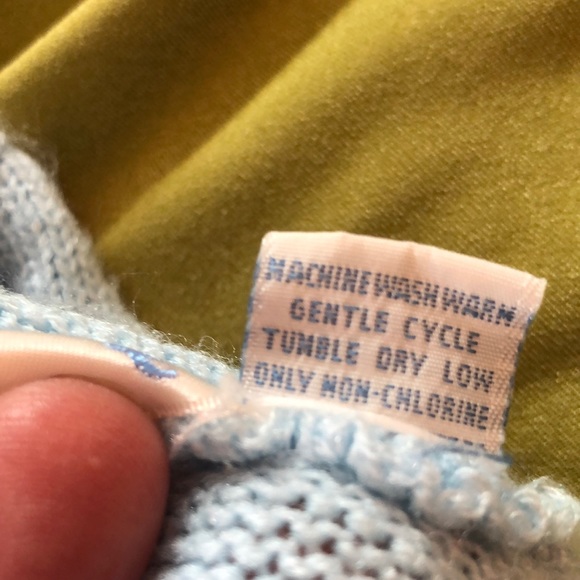 MACHINE WASH WARM
GENTLE CYCLE
TUMBLE DRY LOW
ONLY NON-CHLORINE